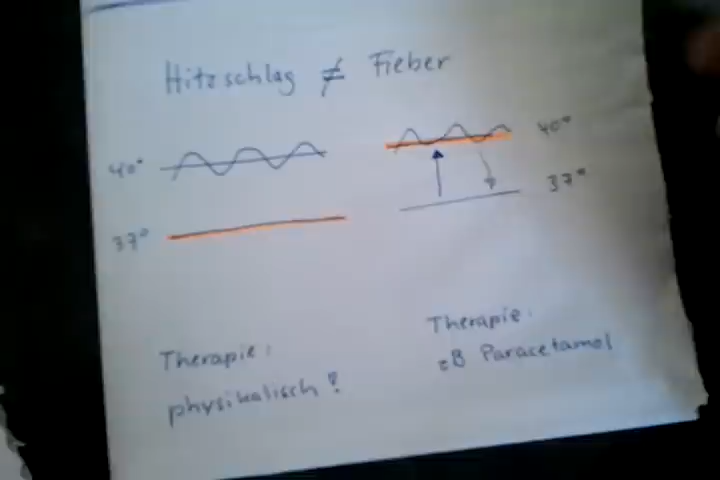 Hitzschlag ≠ Fieber
40°
40°
37°
37°
Therapie:
physikalisch?
Therapie:
zB Paracetamol